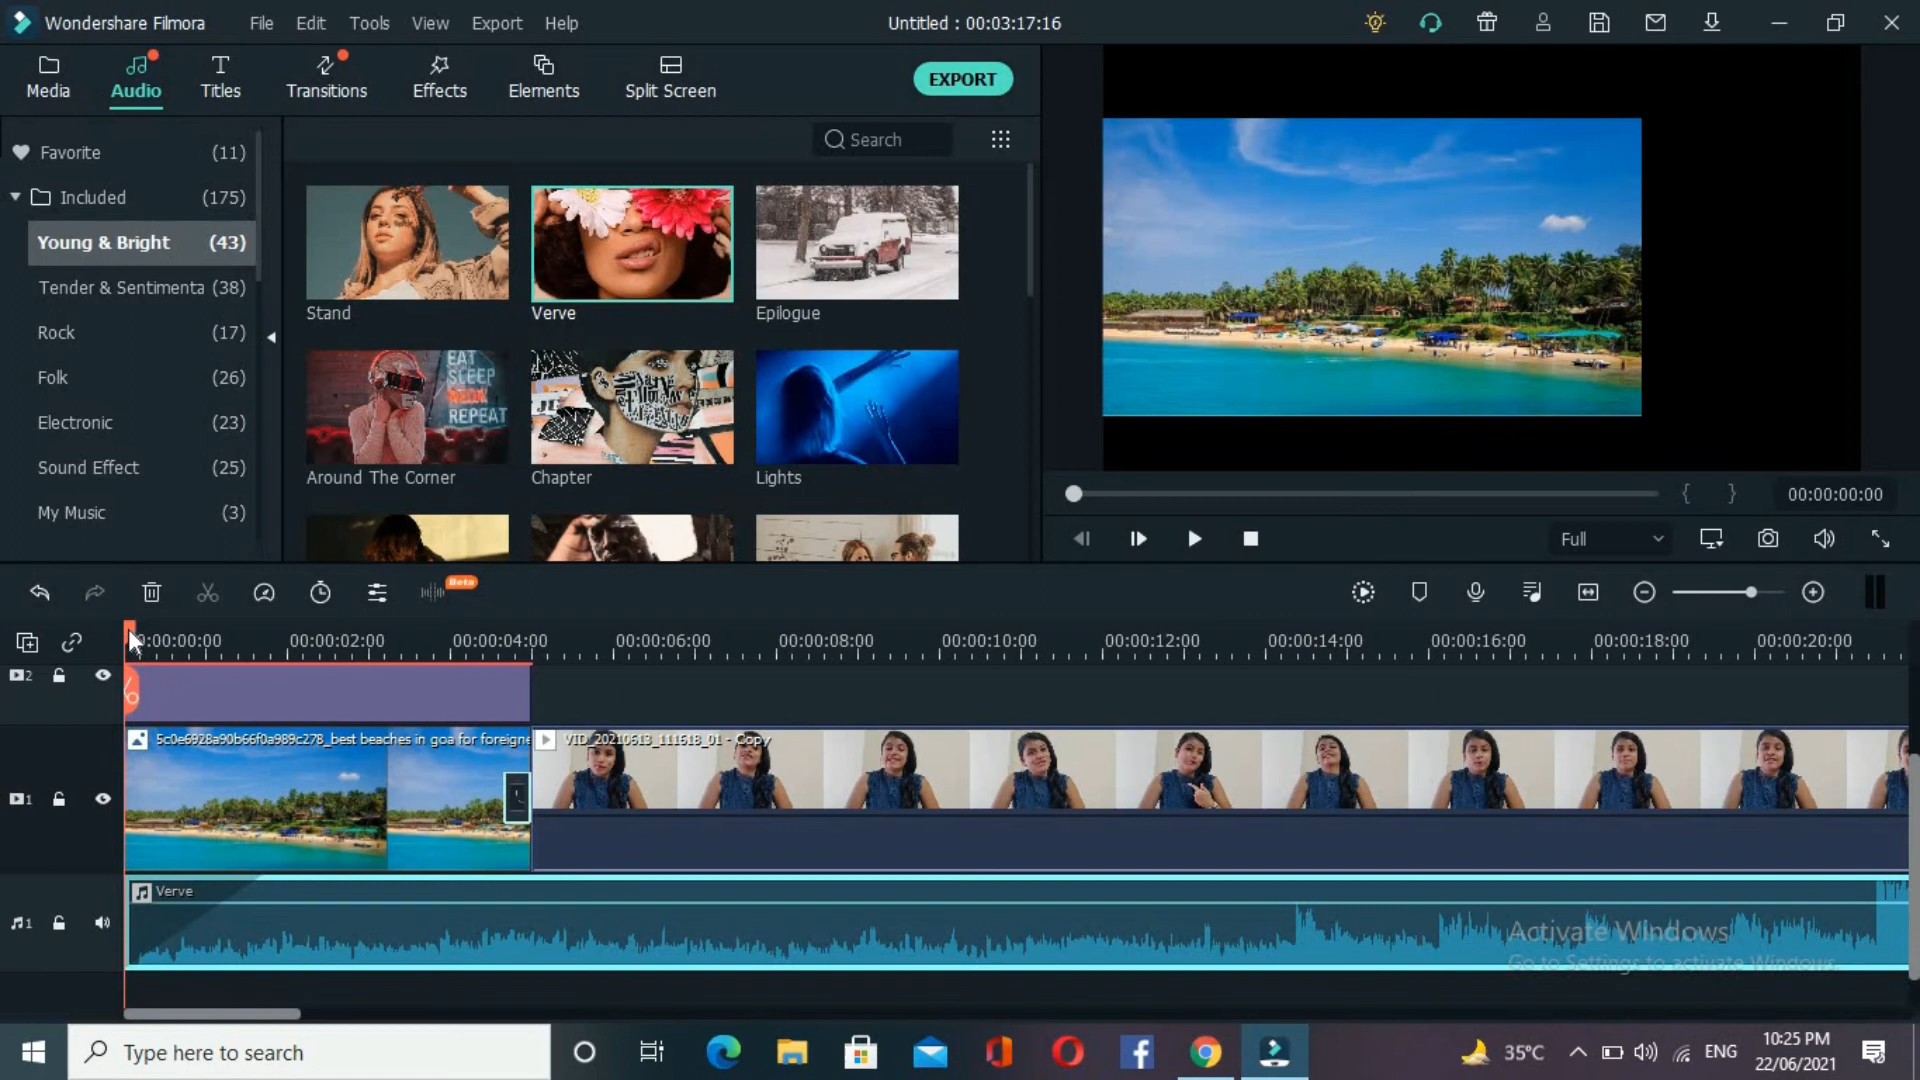 Wondershare Filmora
File Edit Tools View Export Help
Untitled : 00:03:17:16
Media
Audio
Titles
Transitions
Effects
Elements
Split Screen
EXPORT
Favorite (11)
Included (175)
Young & Bright (43)
Tender & Sentimenta (38)
Rock (17)
Folk (26)
Electronic (23)
Sound Effect (25)
My Music (3)
Search
Stand
Verve
Epilogue
EAT
SLEEP
REPEAT
Around The Corner
Chapter
Lights
{ }
00:00:00:00
Full
Beta
0:00:00:00 00:00:02:00 00:00:04:00 00:00:06:00 00:00:08:00 00:00:10:00 00:00:12:00 00:00:14:00 00:00:16:00 00:00:18:00 00:00:20:00
2
5c0e6928a90b66f0a989c278_best beaches in goa for foreigne
VID_20210613_111618_01 - Copy
1
Verve
1
Activate Windows
Go to Settings to activate Windows.
Type here to search
35°C
ENG
10:25 PM
22/06/2021